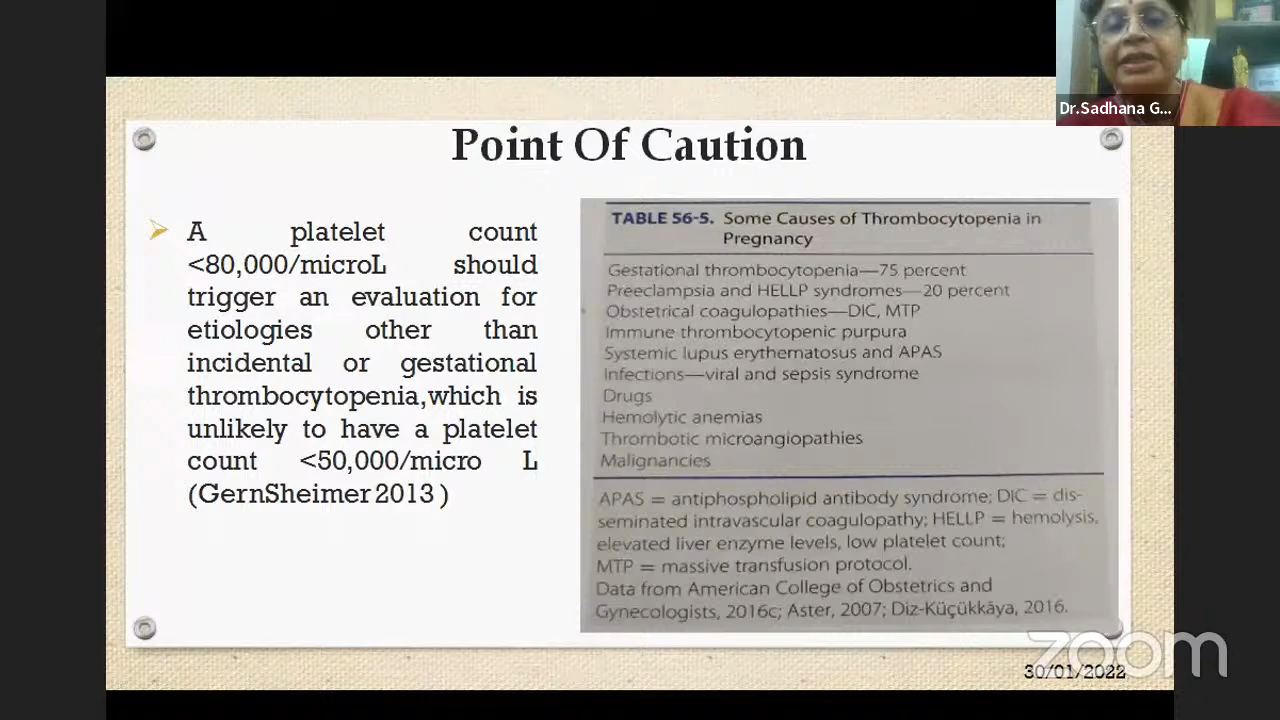 Dr.Sadhana G...
Point Of Caution
A platelet count
<80,000/microL should
trigger an evaluation for
etiologies other than
incidental or gestational
thrombocytopenia,which is
unlikely to have a platelet
count <50,000/micro L
(GernSheimer 2013 )
TABLE 56-5. Some Causes of Thrombocytopenia in
Pregnancy
Gestational thrombocytopenia—75 percent
Preeclampsia and HELLP syndromes—20 percent
Obstetrical coagulopathies—DIC, MTP
Immune thrombocytopenic purpura
Systemic lupus erythematosus and APAS
Infections—viral and sepsis syndrome
Drugs
Hemolytic anemias
Thrombotic microangiopathies
Malignancies
APAS = antiphospholipid antibody syndrome; DIC = dis-
seminated intravascular coagulopathy; HELLP = hemolysis,
elevated liver enzyme levels, low platelet count;
MTP = massive transfusion protocol.
Data from American College of Obstetrics and
Gynecologists, 2016c; Aster, 2007; Diz-Küçükkaya, 2016.
zoom
30/01/2022